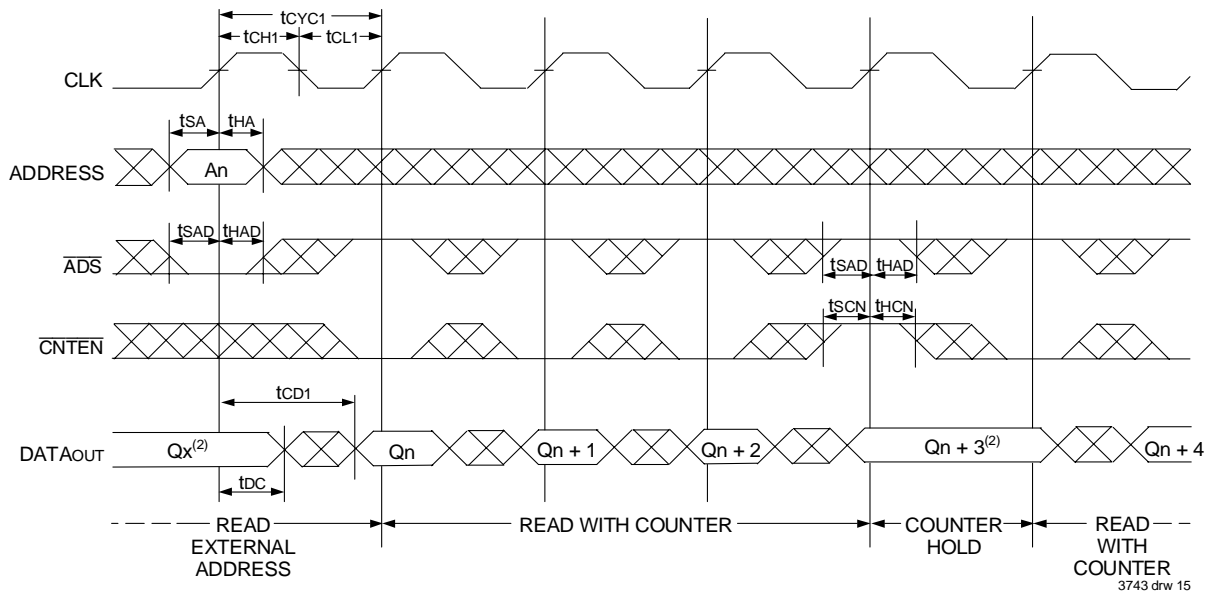 tCYC1
tCH1 tCL1
CLK
tSA tHA
ADDRESS An
tSAD tHAD
ADS
tSAD tHAD
tSCN tHCN
CNTEN
tCD1
DATAOUT Qx(2) Qn Qn + 1 Qn + 2 Qn + 3(2) Qn + 4
tDC
READ EXTERNAL ADDRESS
READ WITH COUNTER
COUNTER HOLD
READ WITH COUNTER
3743 drw 15